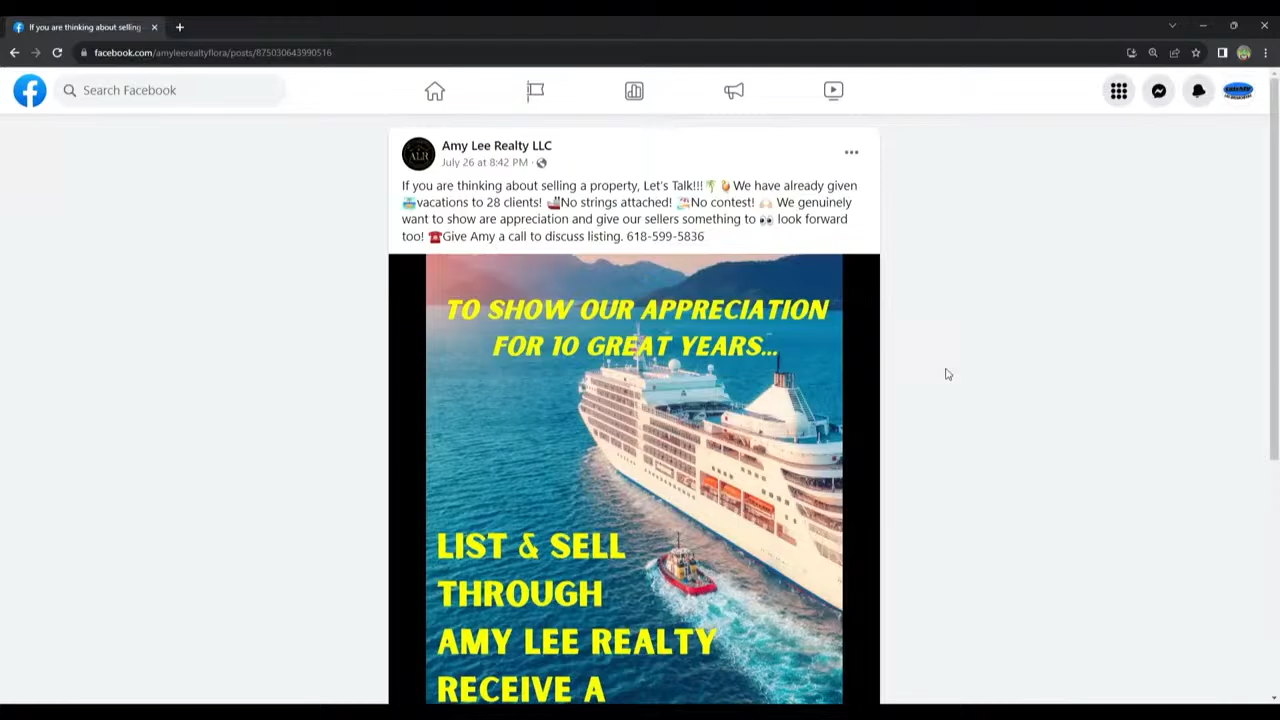 If you are thinking about selling
facebook.com/amyleerealtyflora/posts/875030643990516
Search Facebook
ALR
Amy Lee Realty LLC
July 26 at 8:42 PM ·
If you are thinking about selling a property, Let's Talk!!!🌴 🍹We have already given
🏝️vacations to 28 clients! 🚢No strings attached! 🏖️No contest! 🙌🏻 We genuinely
want to show are appreciation and give our sellers something to 👀 look forward
too! ☎️Give Amy a call to discuss listing. 618-599-5836
TO SHOW OUR APPRECIATION
FOR 10 GREAT YEARS...
LIST & SELL
THROUGH
AMY LEE REALTY
RECEIVE A